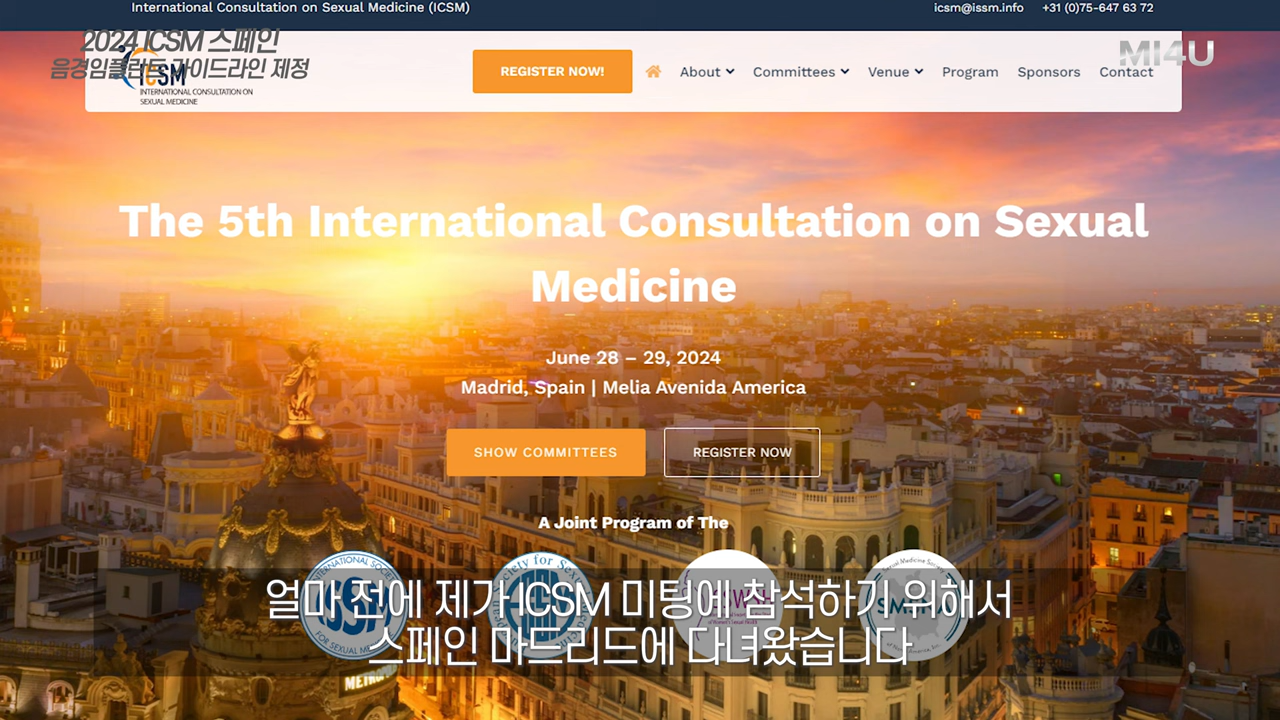 International Consultation on Sexual Medicine (ICSM)
icsm@issm.info +31 (0)75-647 63 72
2024 ICSM 스페인
음경임플란트 가이드라인 제정
ICSM
INTERNATIONAL CONSULTATION ON
SEXUAL MEDICINE
REGISTER NOW!
About
Committees
Venue
Program
Sponsors
Contact
MI4U
The 5th International Consultation on Sexual
Medicine
June 28 – 29, 2024
Madrid, Spain | Melia Avenida America
SHOW COMMITTEES
REGISTER NOW
A Joint Program of The
얼마 전에 제가 ICSM 미팅에 참석하기 위해서
스페인 마드리드에 다녀왔습니다